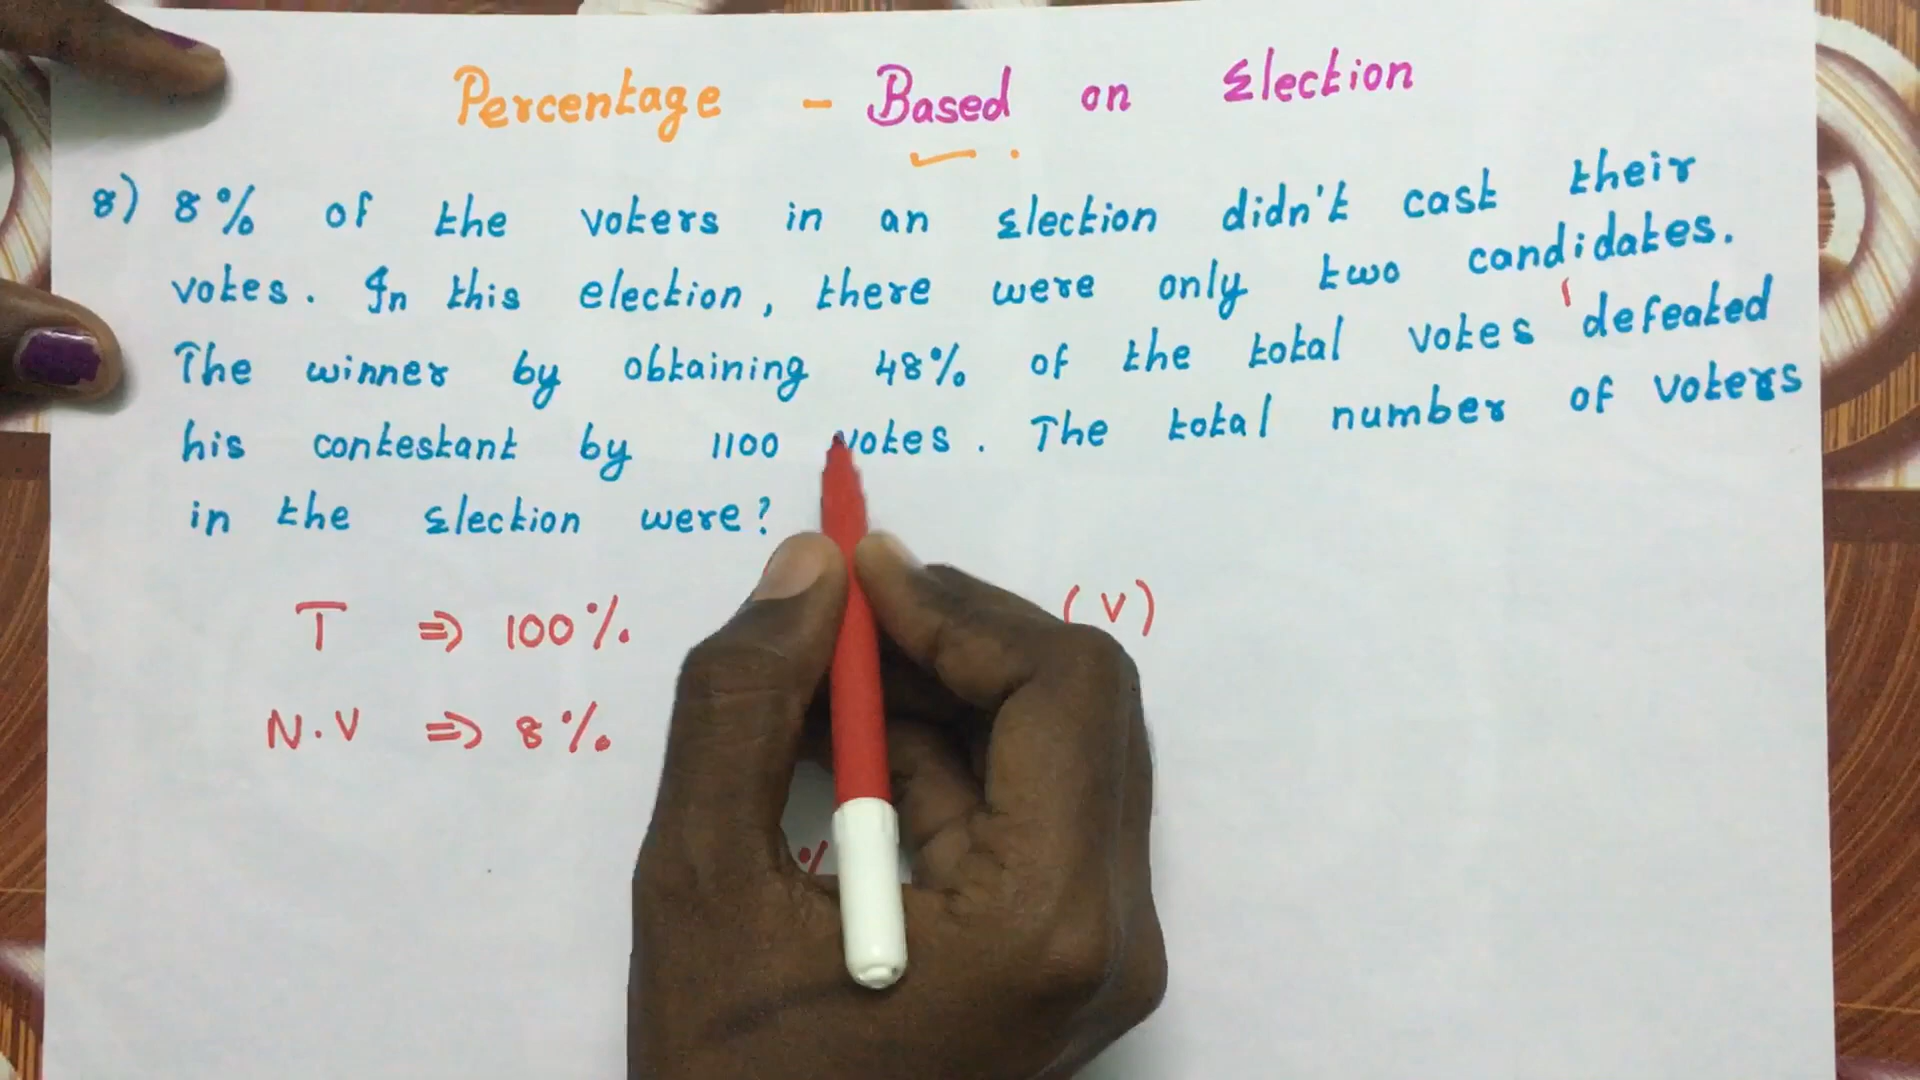 Percentage - Based on Election
8) 8% of the voters in an Election didn't cast their
votes. In this election, there were only two candidates.
The winner by obtaining 48% of the total votes defeated
his contestant by 1100 votes. The total number of voters
in the Election were?
T ⇒ 100% (V)
N.V ⇒ 8%
%